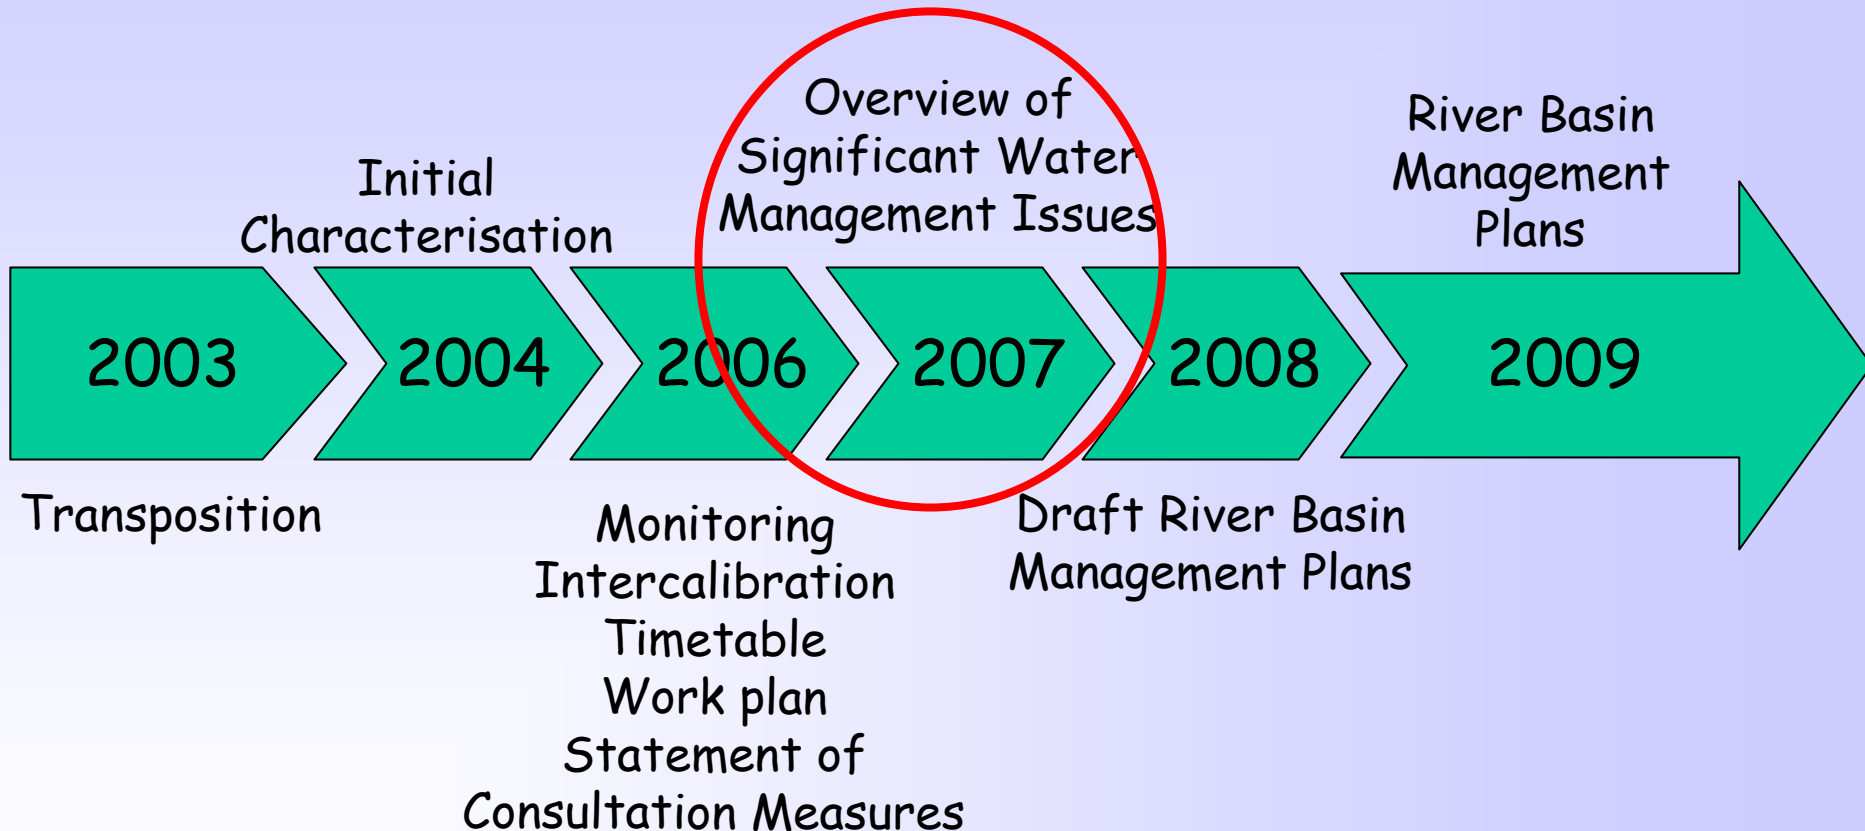 Overview of
Significant Water
Management Issues
River Basin
Management
Plans
Initial
Characterisation
2003
2004
2006
2007
2008
2009
Transposition
Monitoring
Intercalibration
Timetable
Work plan
Statement of
Consultation Measures
Draft River Basin
Management Plans